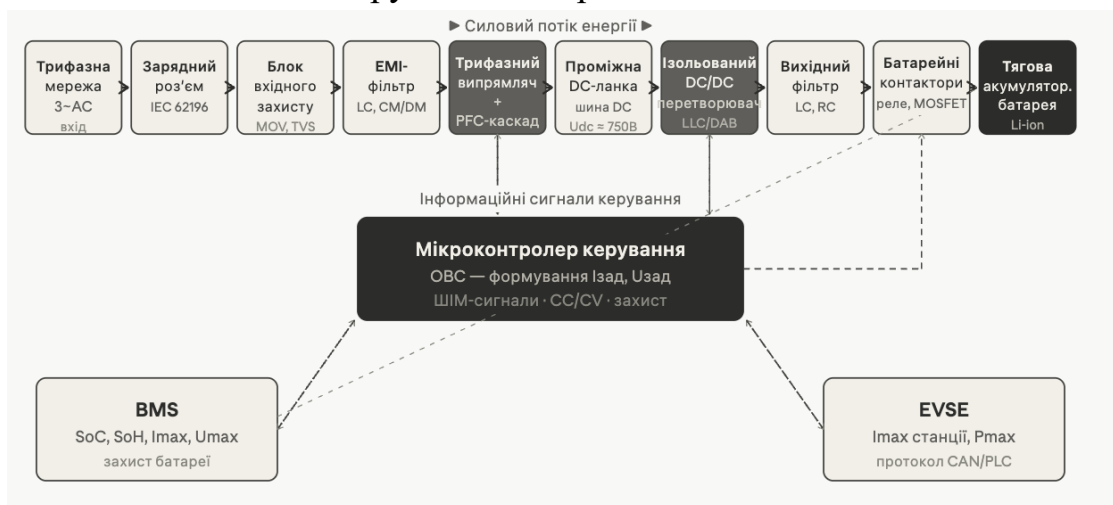 ▶ Силовий потік енергії ▶
Трифазна
мережа
3~AC
вхід
Зарядний
роз'єм
IEC 62196
Блок
вхідного
захисту
MOV, TVS
EMI-
фільтр
LC, CM/DM
Трифазний
випрямляч
+
PFC-каскад
Проміжна
DC-ланка
шина DC
Udc ≈ 750В
Ізольований
DC/DC
перетворювач
LLC/DAB
Вихідний
фільтр
LC, RC
Батарейні
контактори
реле, MOSFET
Тягова
акумулятор.
батарея
Li-ion
Інформаційні сигнали керування
Мікроконтролер керування
OBC — формування Iзад, Uзад
ШІМ-сигнали · CC/CV · захист
BMS
SoC, SoH, Imax, Umax
захист батареї
EVSE
Imax станції, Pmax
протокол CAN/PLC